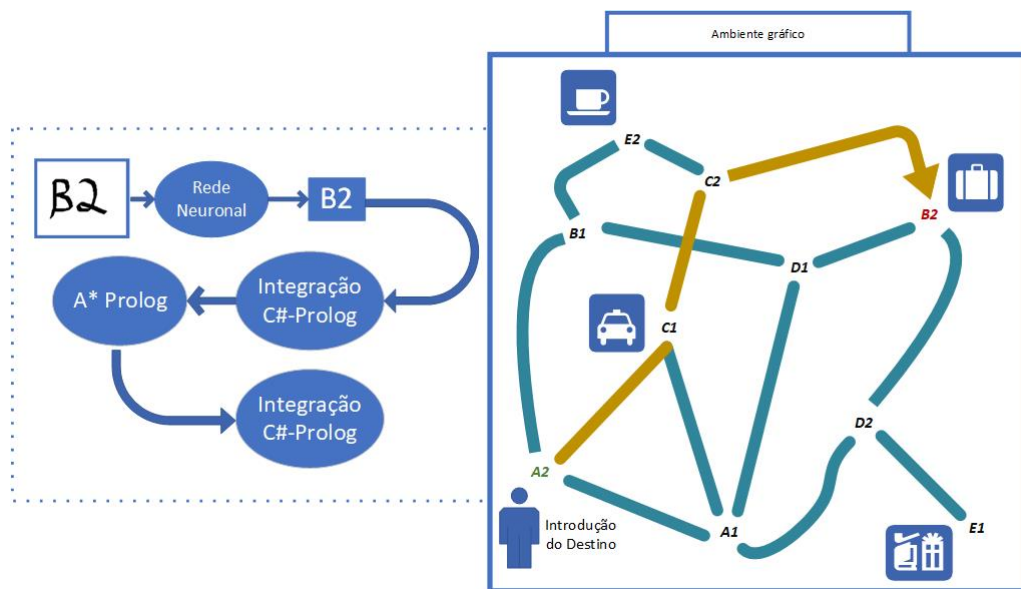 Ambiente gráfico
B2
Rede
Neuronal
B2
Integração
C#-Prolog
A* Prolog
Integração
C#-Prolog
E2
C2
B2
B1
D1
C1
D2
A2
A1
E1
Introdução
do Destino